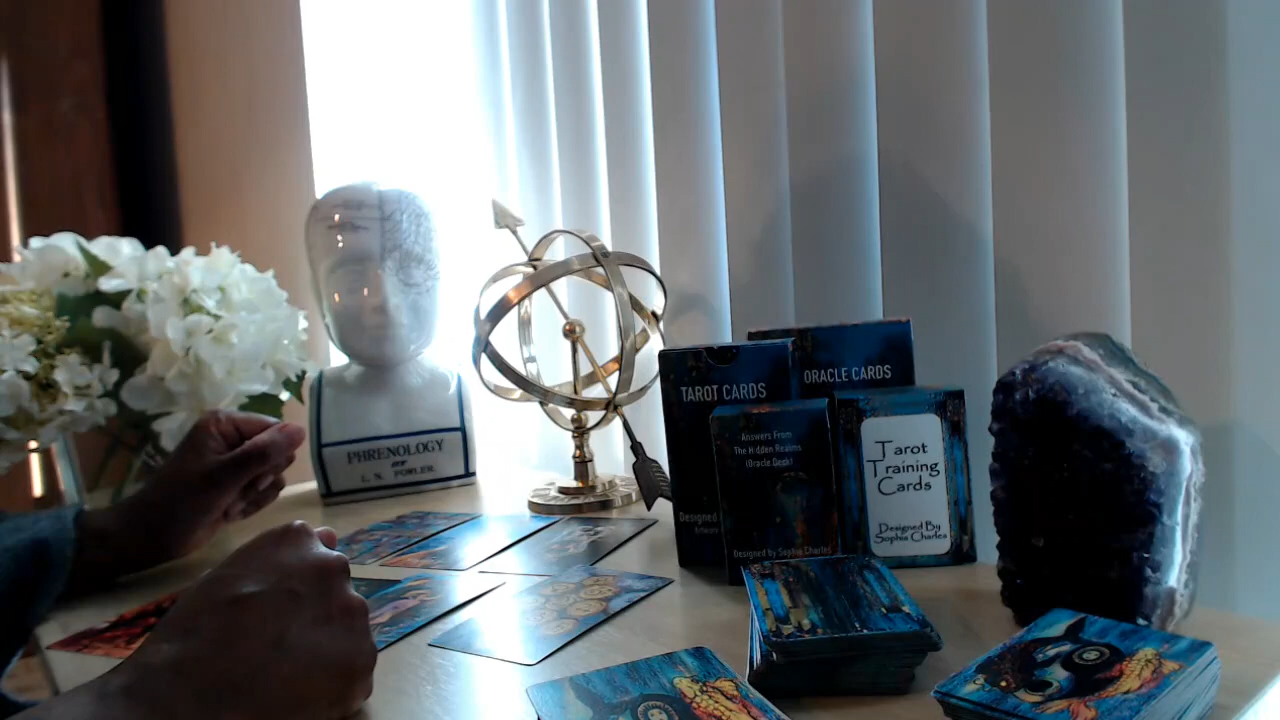 PHRENOLOGY
BY
L. N. FOWLER.
TAROT CARDS
Designed
ORACLE CARDS
Answers From
The Hidden Realms
(Oracle Deck)
Designed by Sophia Charles
Tarot
Training
Cards
Designed By
Sophia Charles